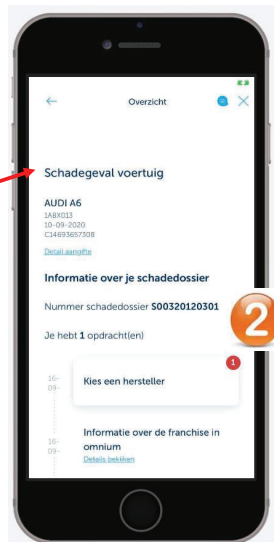 Overzicht
Schadegeval voertuig
AUDI A6
1ABX013
10-09-2020
C14693657308
Detail aangifte
Informatie over je schadedossier
Nummer schadedossier S00320120301
2
Je hebt 1 opdracht(en)
1
16-
09-
Kies een hersteller
16-
09-
Informatie over de franchise in
omnium
Details bekijken